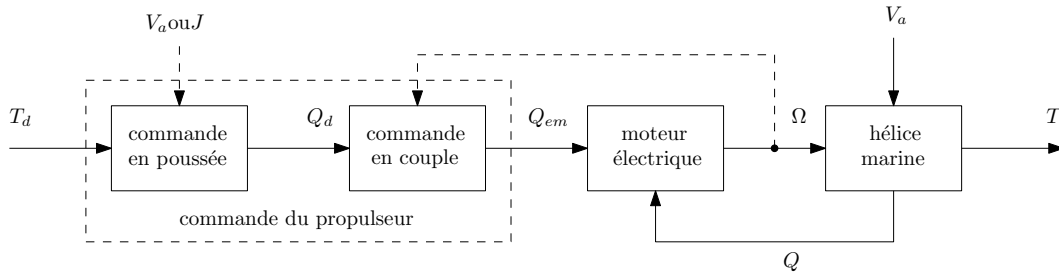 V_a ou J
V_a
T_d
commande
en poussée
Q_d
commande
en couple
Q_em
moteur
électrique
Ω
hélice
marine
T
commande du propulseur
Q